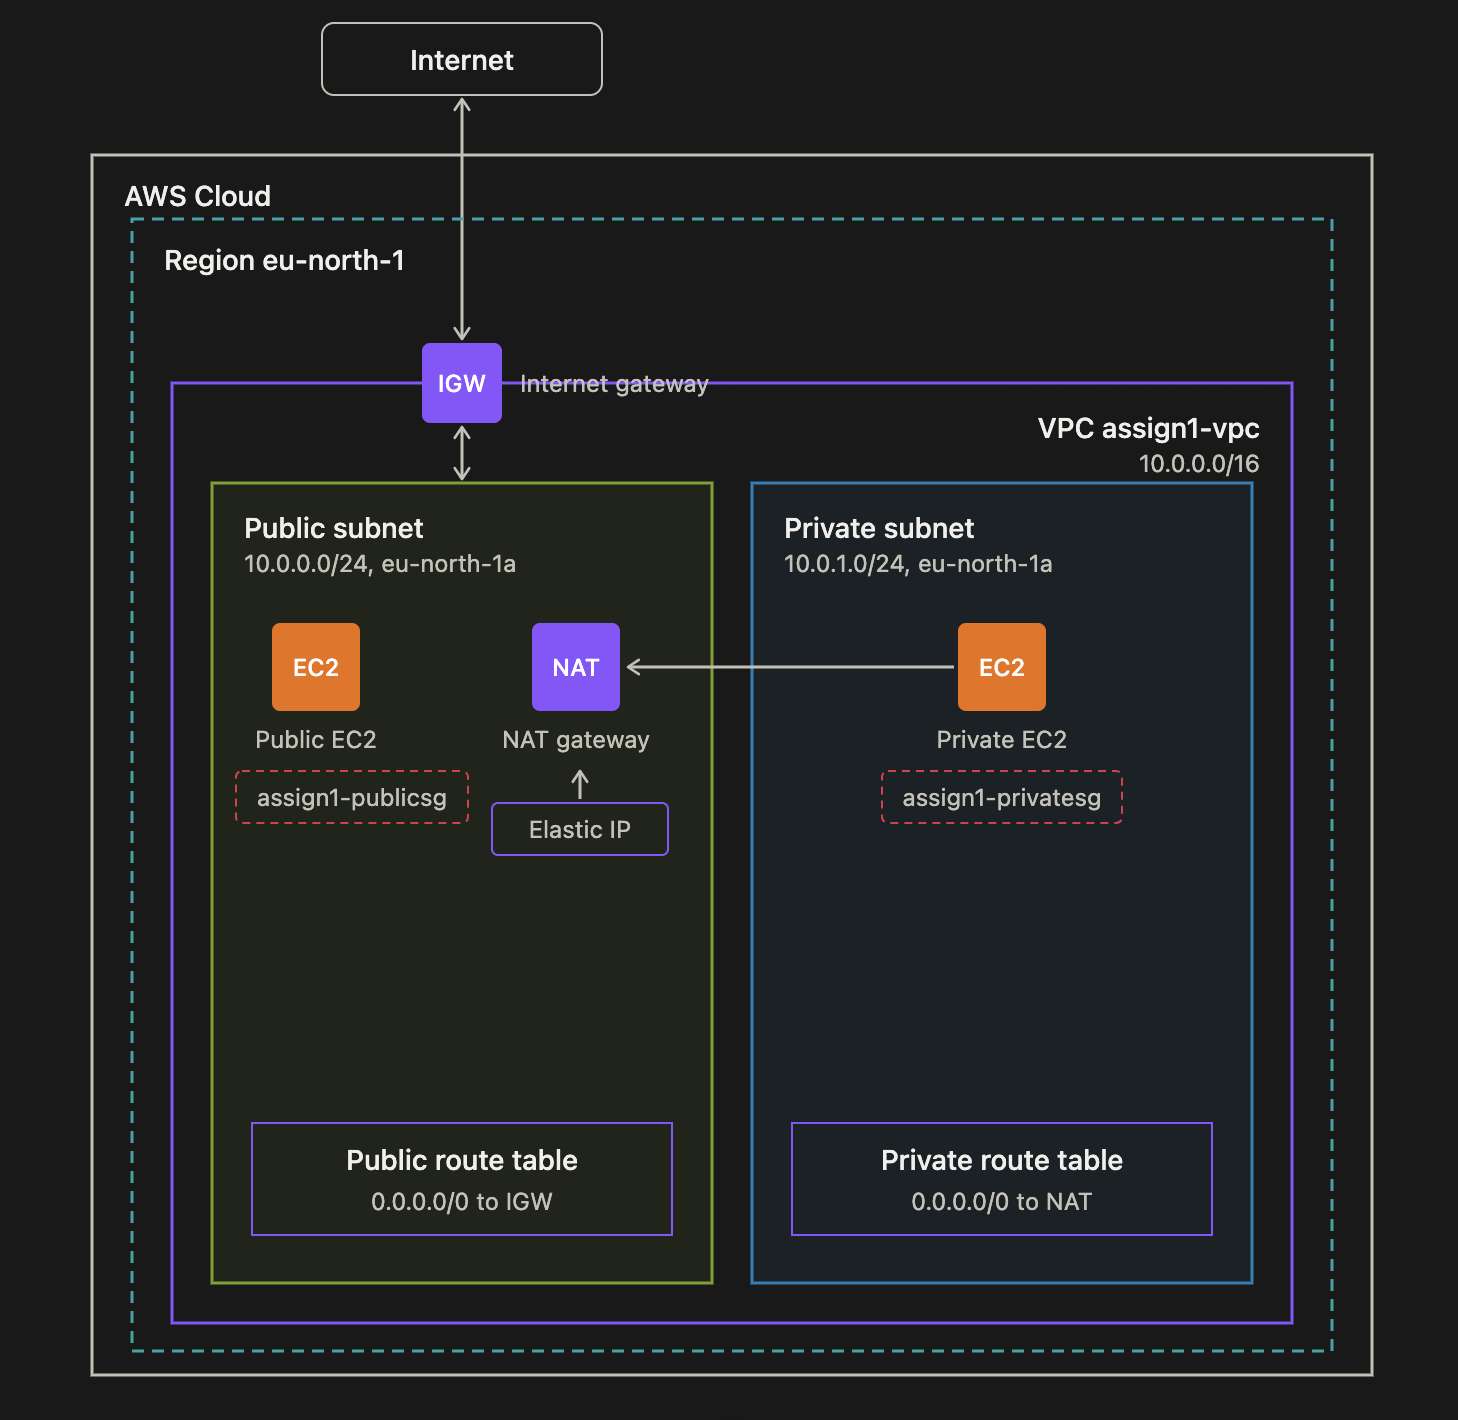 Internet
AWS Cloud
Region eu-north-1
IGW
Internet gateway
VPC assign1-vpc
10.0.0.0/16
Public subnet
10.0.0.0/24, eu-north-1a
EC2
Public EC2
assign1-publicsg
NAT
NAT gateway
Elastic IP
Public route table
0.0.0.0/0 to IGW
Private subnet
10.0.1.0/24, eu-north-1a
EC2
Private EC2
assign1-privatesg
Private route table
0.0.0.0/0 to NAT